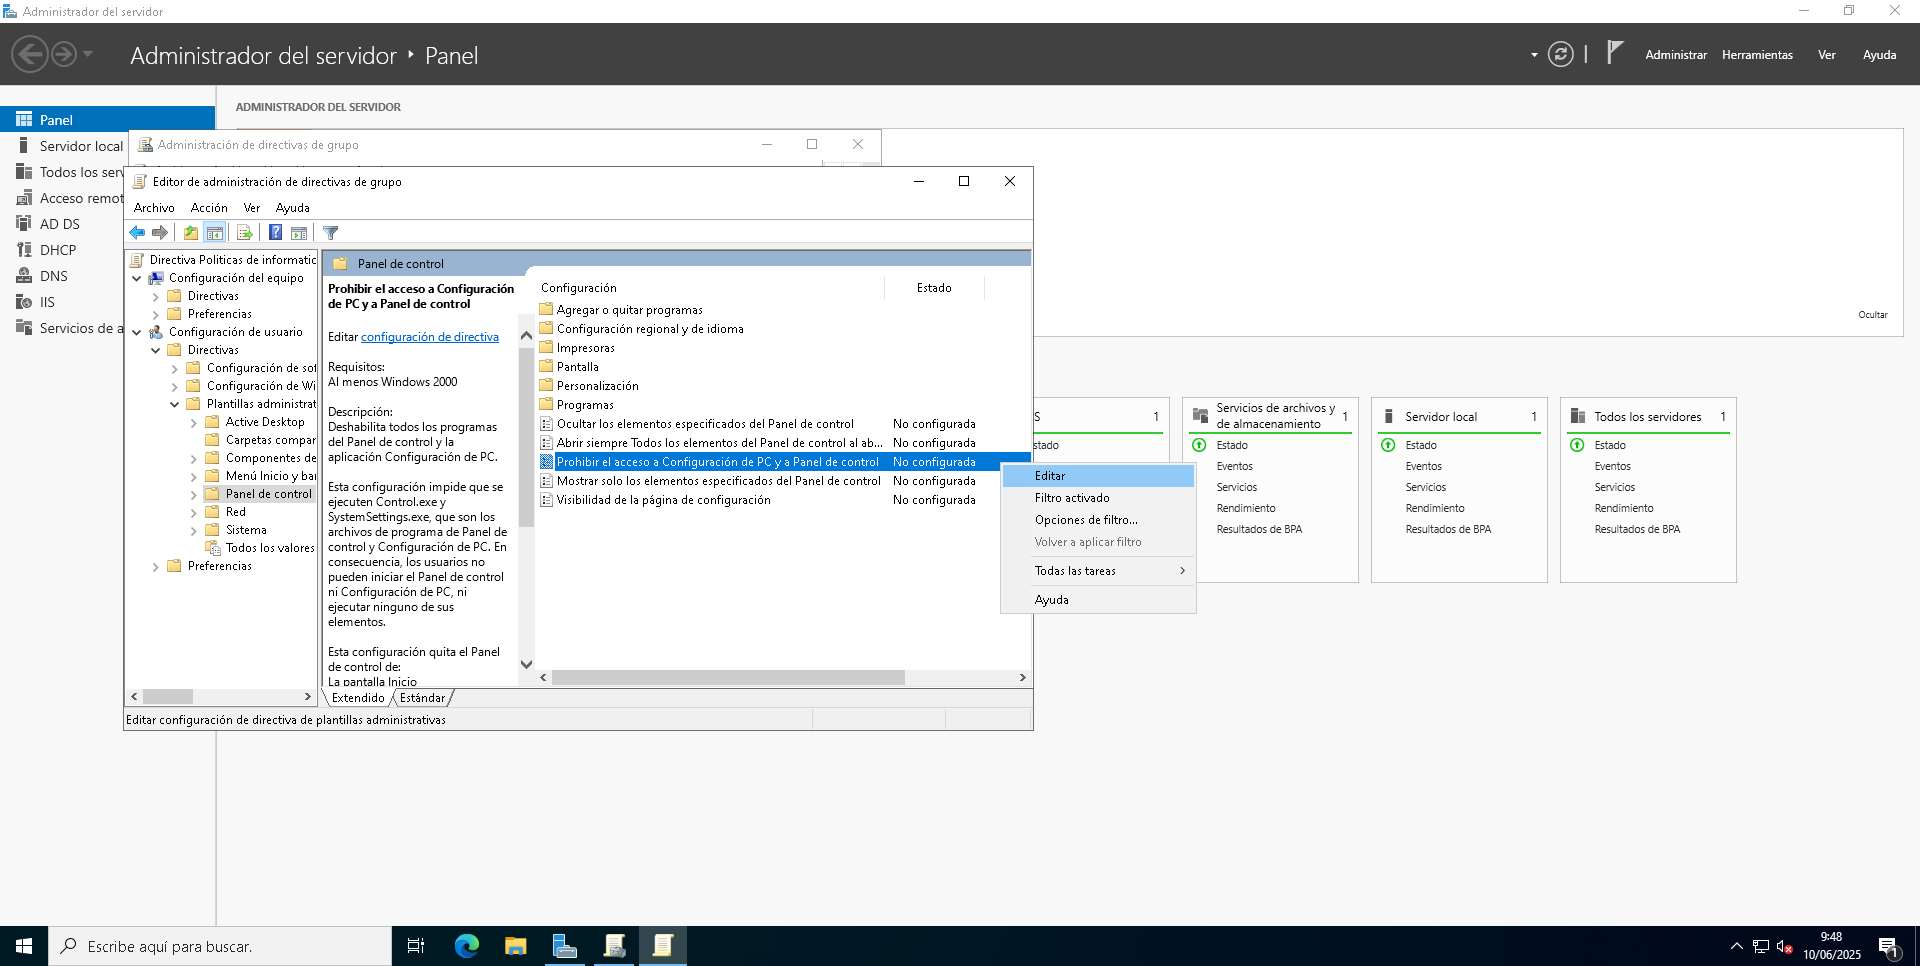 Administrador del servidor
Administrador del servidor ‣ Panel
Administrar
Herramientas
Ver
Ayuda
Panel
Servidor local
Todos los serv
Acceso remot
AD DS
DHCP
DNS
IIS
Servicios de a
ADMINISTRADOR DEL SERVIDOR
Administración de directivas de grupo
Editor de administración de directivas de grupo
Archivo Acción Ver Ayuda
Directiva Politicas de informatic
Configuración del equipo
Directivas
Preferencias
Configuración de usuario
Directivas
Configuración de sof
Configuración de Wi
Plantillas administrat
Active Desktop
Carpetas compar
Componentes de
Menú Inicio y bar
Panel de control
Red
Sistema
Todos los valores
Preferencias
Panel de control
Prohibir el acceso a Configuración
de PC y a Panel de control
Editar configuración de directiva
Requisitos:
Al menos Windows 2000
Descripción:
Deshabilita todos los programas
del Panel de control y la
aplicación Configuración de PC.
Esta configuración impide que se
ejecuten Control.exe y
SystemSettings.exe, que son los
archivos de programa de Panel de
control y Configuración de PC. En
consecuencia, los usuarios no
pueden iniciar el Panel de control
ni Configuración de PC, ni
ejecutar ninguno de sus
elementos.
Esta configuración quita el Panel
de control de:
La pantalla Inicio
Configuración Estado
Agregar o quitar programas
Configuración regional y de idioma
Impresoras
Pantalla
Personalización
Programas
Ocultar los elementos especificados del Panel de control No configurada
Abrir siempre Todos los elementos del Panel de control al ab... No configurada
Prohibir el acceso a Configuración de PC y a Panel de control No configurada
Mostrar solo los elementos especificados del Panel de control No configurada
Visibilidad de la página de configuración No configurada
Extendido Estándar
Editar configuración de directiva de plantillas administrativas
Editar
Filtro activado
Opciones de filtro...
Volver a aplicar filtro
Todas las tareas
Ayuda
Ocultar
S 1
stado
Servicios de archivos y
de almacenamiento 1
Estado
Eventos
Servicios
Rendimiento
Resultados de BPA
Servidor local 1
Estado
Eventos
Servicios
Rendimiento
Resultados de BPA
Todos los servidores 1
Estado
Eventos
Servicios
Rendimiento
Resultados de BPA
Escribe aquí para buscar.
9:48
10/06/2025
1